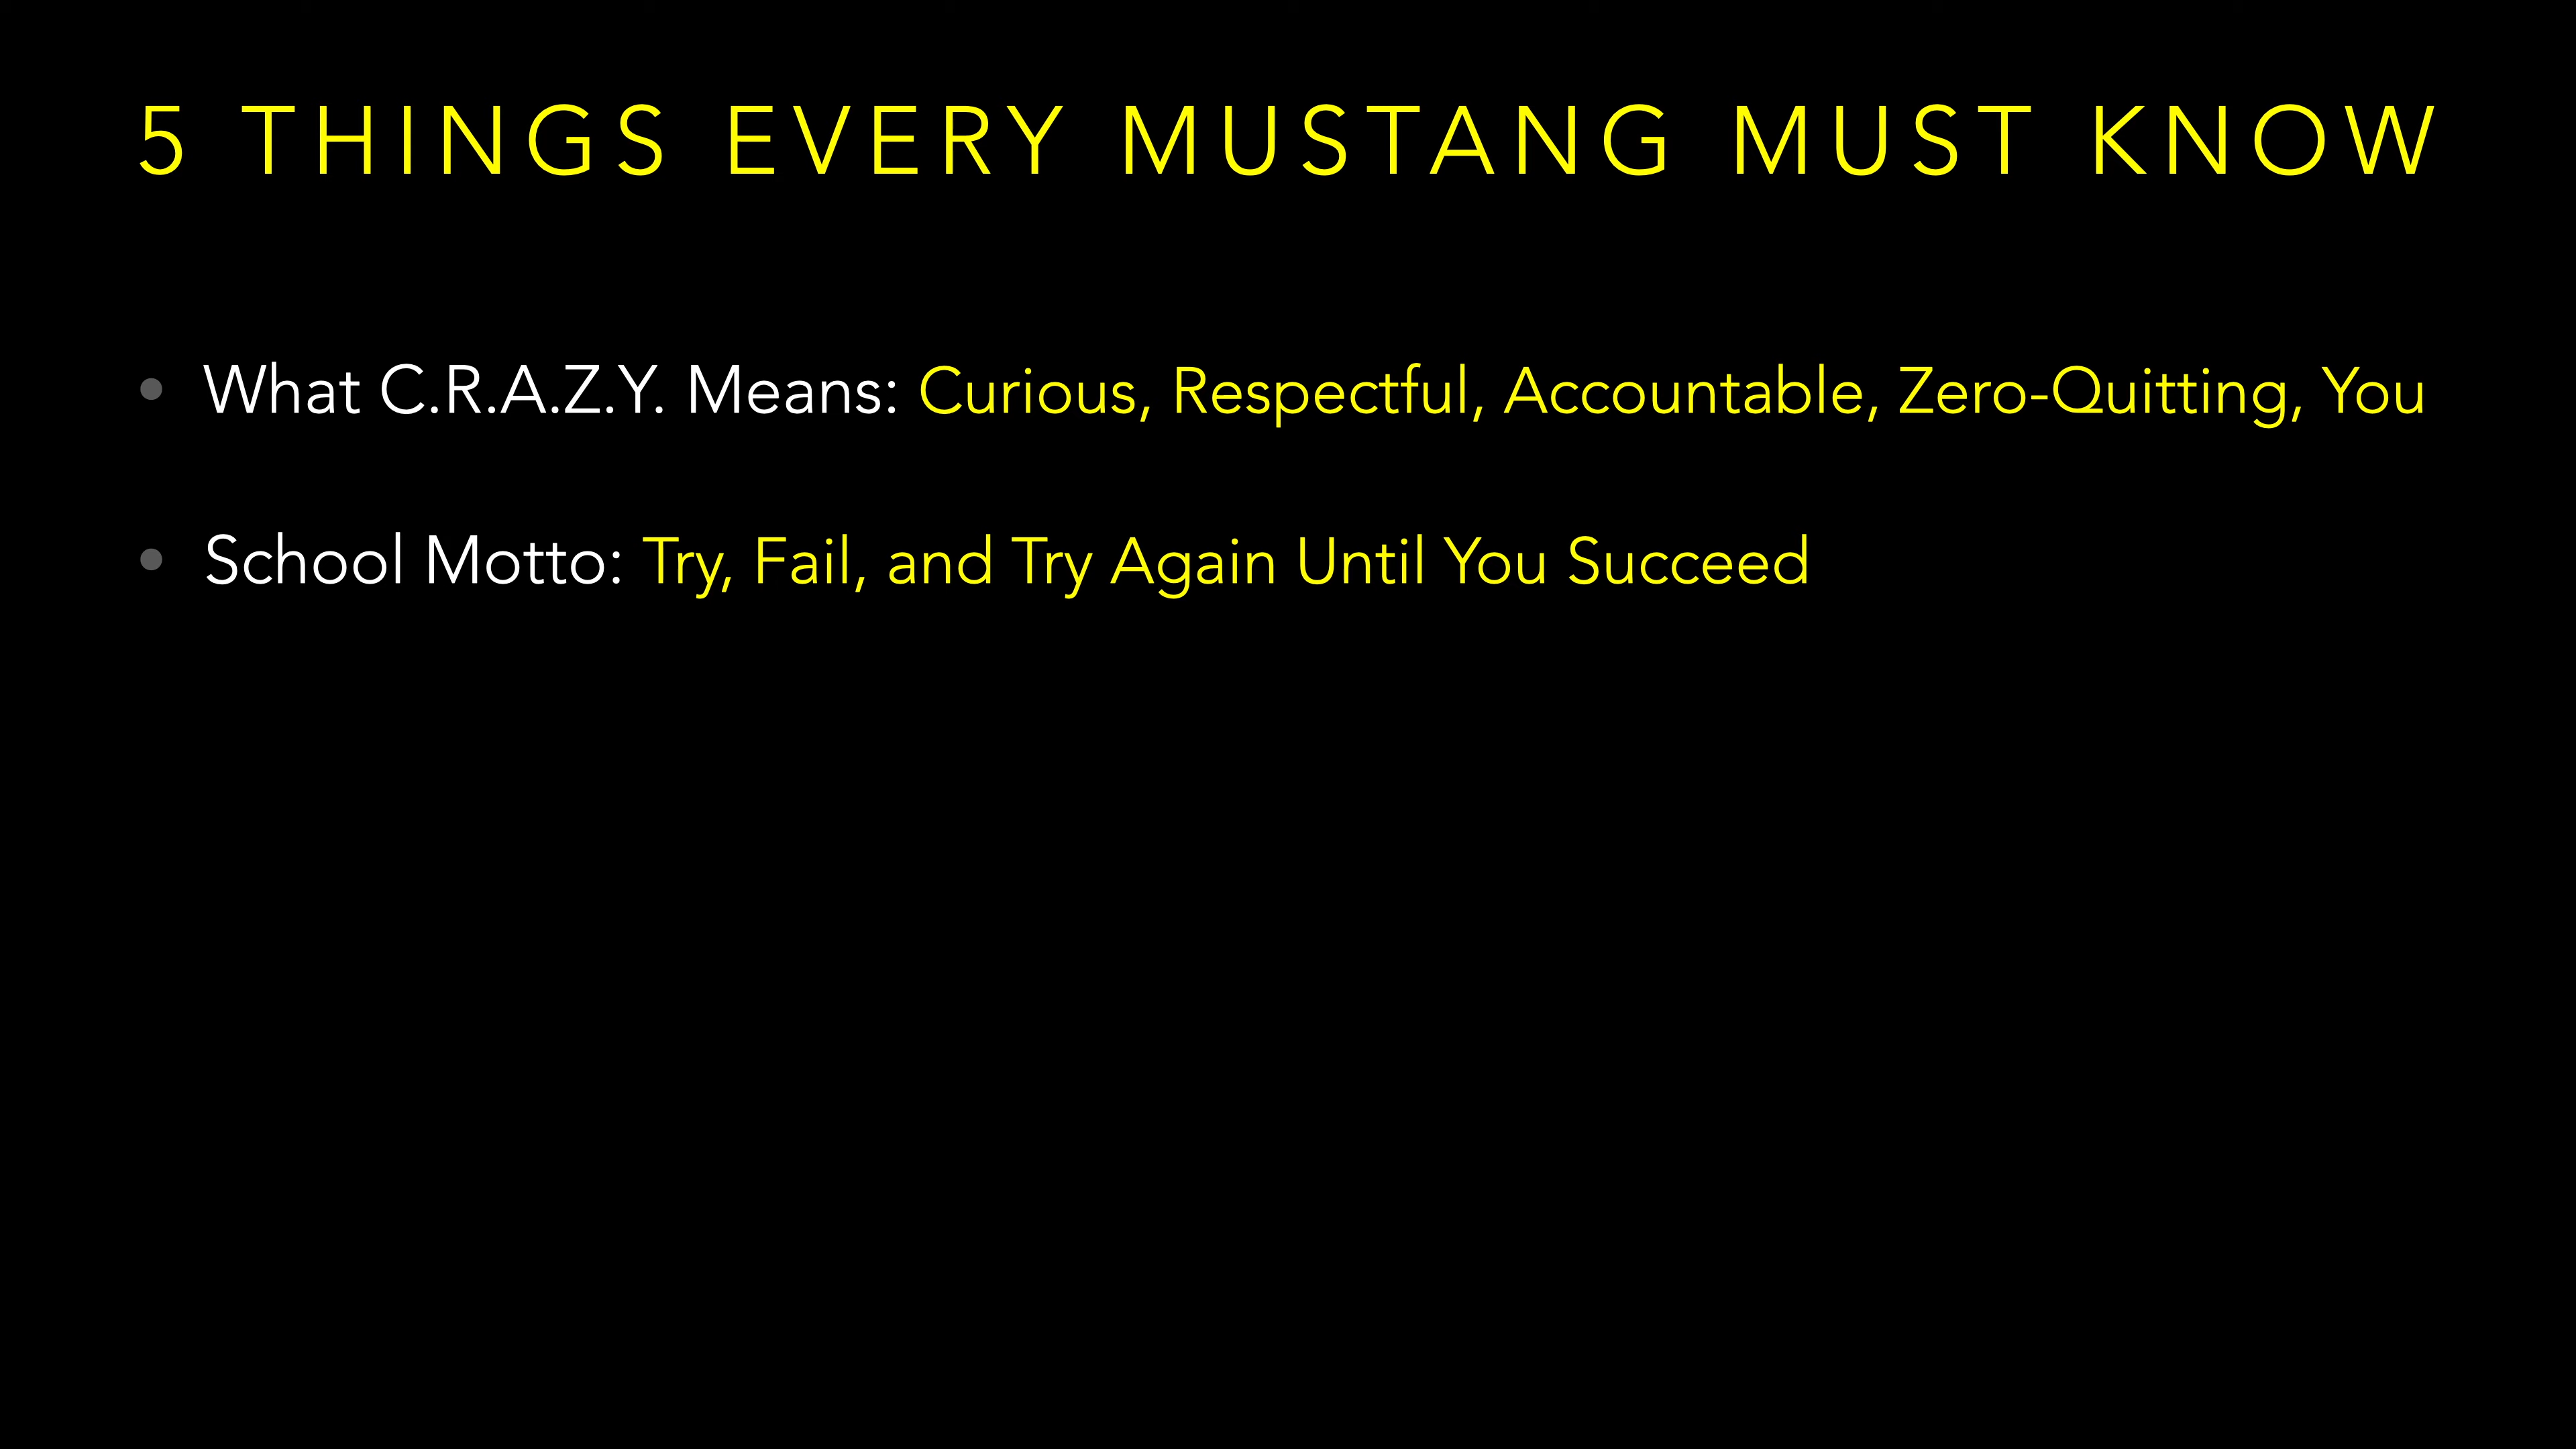 5 THINGS EVERY MUSTANG MUST KNOW
• What C.R.A.Z.Y. Means: Curious, Respectful, Accountable, Zero-Quitting, You
• School Motto: Try, Fail, and Try Again Until You Succeed